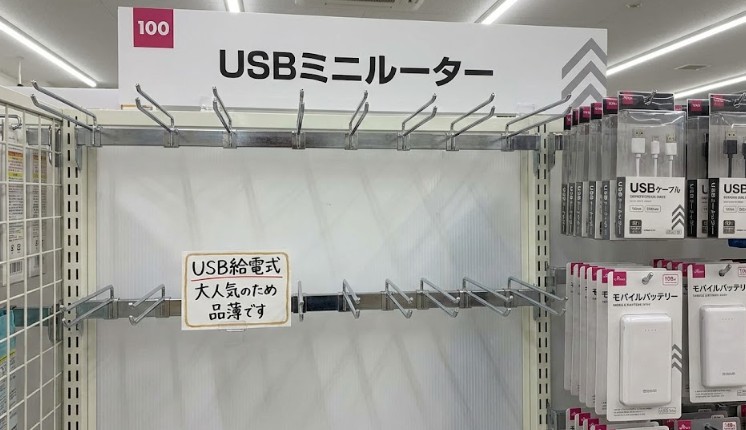 100
USBミニルーター
USB給電式
大人気のため
品薄です
USBケーブル
USB
モバイルバッテリー
モバイルバッテリー